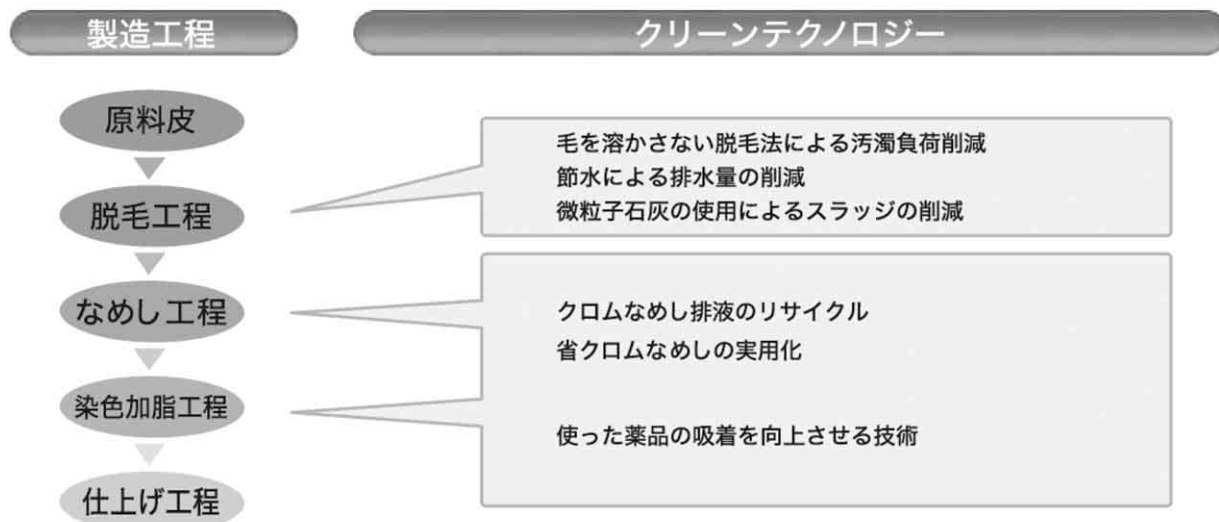 製造工程
クリーンテクノロジー
原料皮
脱毛工程
なめし工程
染色加脂工程
仕上げ工程
毛を溶かさない脱毛法による汚濁負荷削減
節水による排水量の削減
微粒子石灰の使用によるスラッジの削減
クロムなめし排液のリサイクル
省クロムなめしの実用化
使った薬品の吸着を向上させる技術